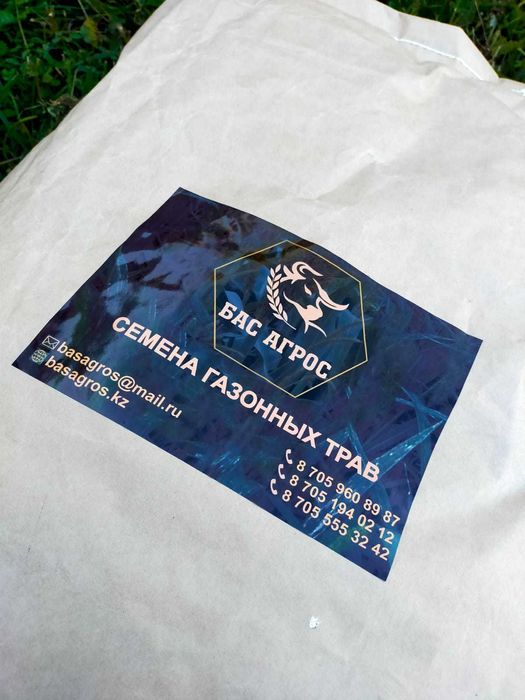 БАС АГРОС
СЕМЕНА ГАЗОННЫХ ТРАВ
basagros@mail.ru
basagros.kz
8 705 960 89 87
8 705 194 02 12
8 705 555 32 42